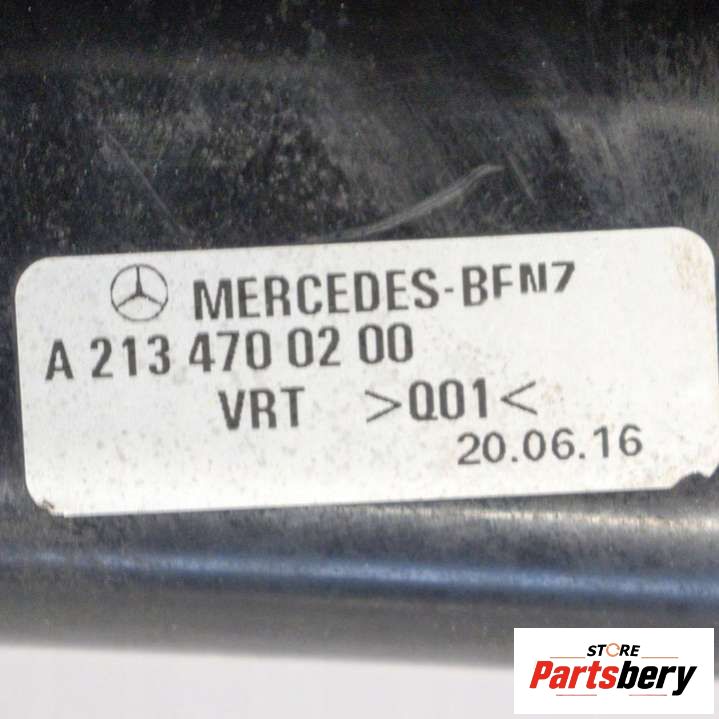 MERCEDES-BENZ
A 213 470 02 00
VRT >Q01<
20.06.16
STORE
Partsbery